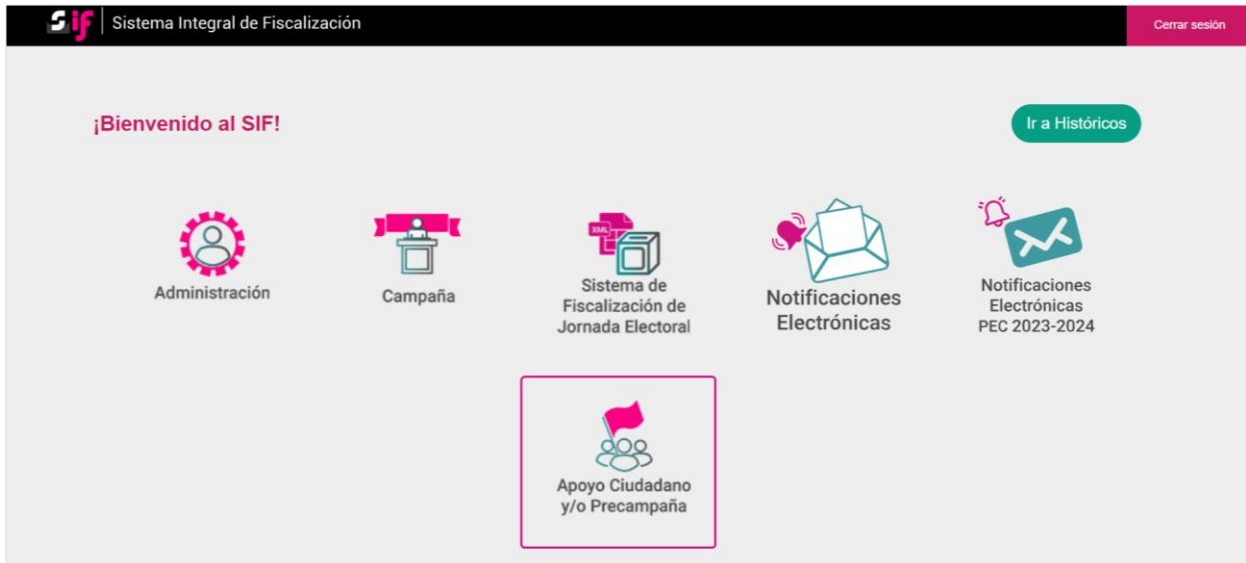 sif Sistema Integral de Fiscalización
Cerrar sesión
¡Bienvenido al SIF!
Ir a Históricos
Administración
Campaña
XML
Sistema de
Fiscalización de
Jornada Electoral
Notificaciones
Electrónicas
Notificaciones
Electrónicas
PEC 2023-2024
Apoyo Ciudadano
y/o Precampaña